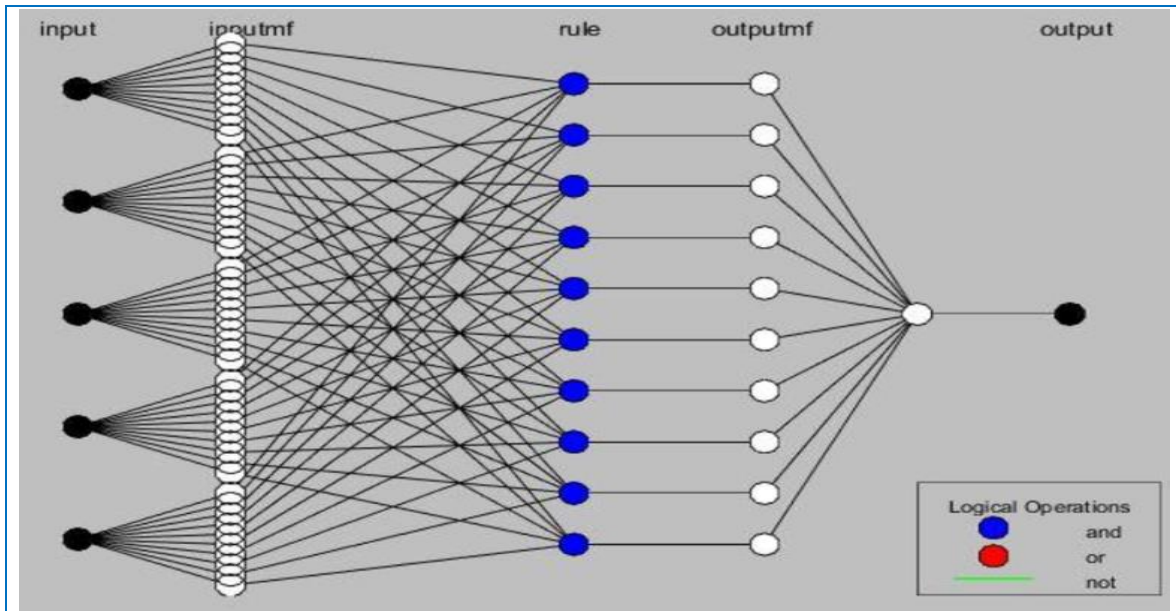 input inputmf rule outputmf output
Logical Operations
and
or
not